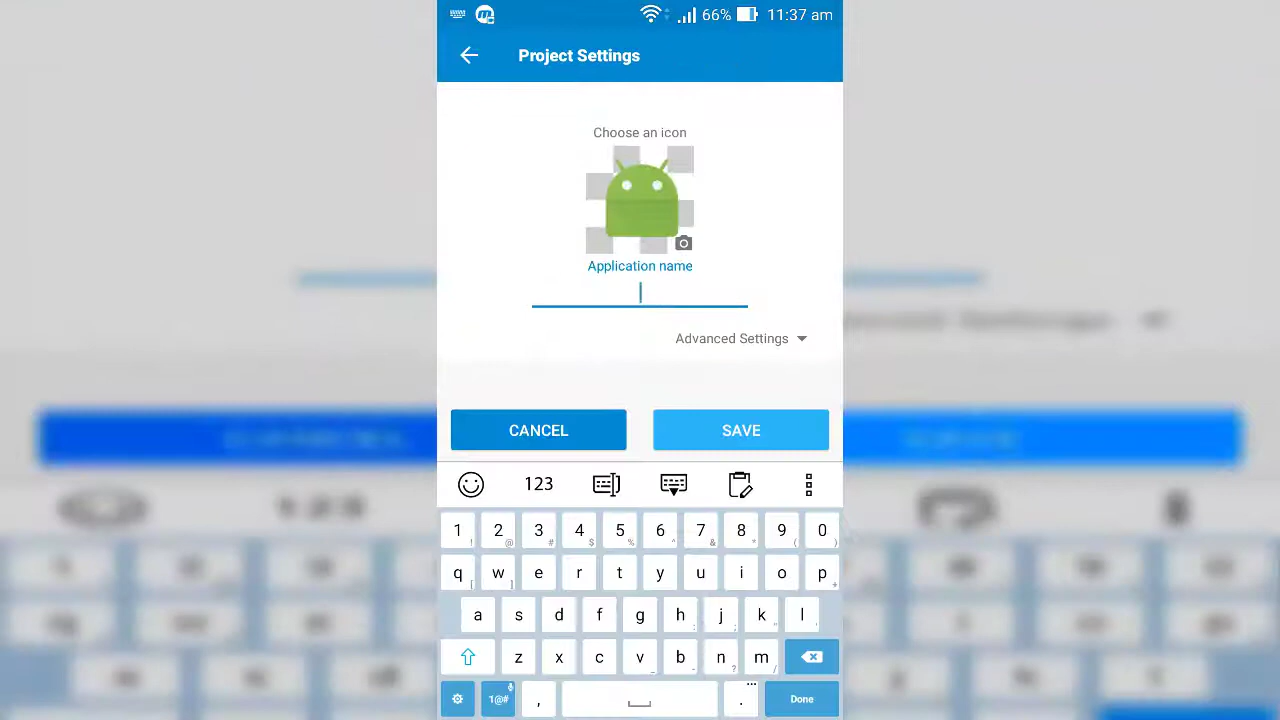 66% 11:37 am
Project Settings
Choose an icon
Application name
Advanced Settings
CANCEL SAVE
123
1 2 3 4 5 6 7 8 9 0
! @ # $ % ^ & * ( )
q w e r t y u i o p
a s d f g h j k l
z x c v b n m
1@# , . Done